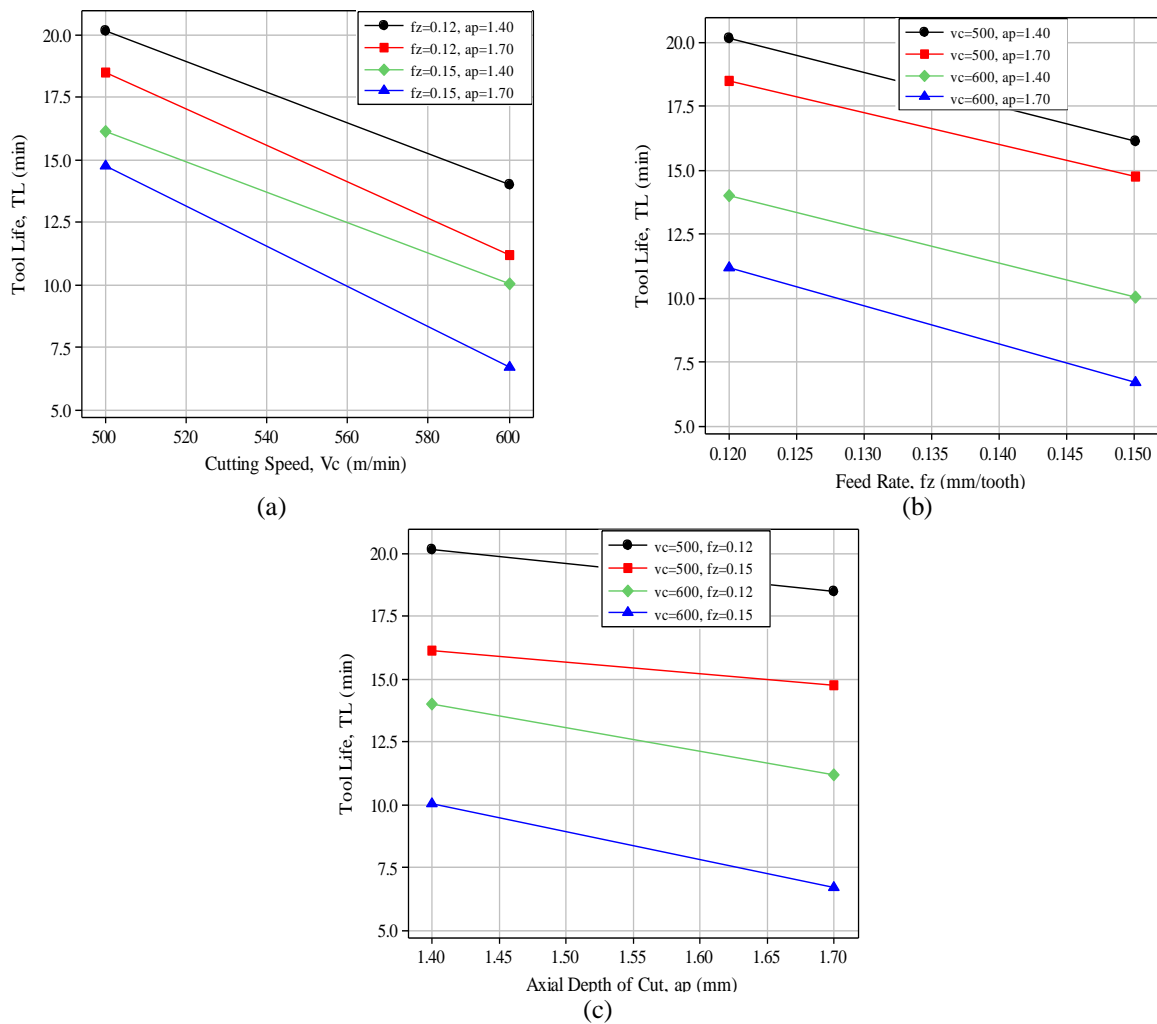 fz=0.12, ap=1.40
fz=0.12, ap=1.70
fz=0.15, ap=1.40
fz=0.15, ap=1.70
Tool Life, TL (min)
20.0
17.5
15.0
12.5
10.0
7.5
5.0
500 520 540 560 580 600
Cutting Speed, Vc (m/min)
(a)
vc=500, ap=1.40
vc=500, ap=1.70
vc=600, ap=1.40
vc=600, ap=1.70
Tool Life, TL (min)
20.0
17.5
15.0
12.5
10.0
7.5
5.0
0.120 0.125 0.130 0.135 0.140 0.145 0.150
Feed Rate, fz (mm/tooth)
(b)
vc=500, fz=0.12
vc=500, fz=0.15
vc=600, fz=0.12
vc=600, fz=0.15
Tool Life, TL (min)
20.0
17.5
15.0
12.5
10.0
7.5
5.0
1.40 1.45 1.50 1.55 1.60 1.65 1.70
Axial Depth of Cut, ap (mm)
(c)